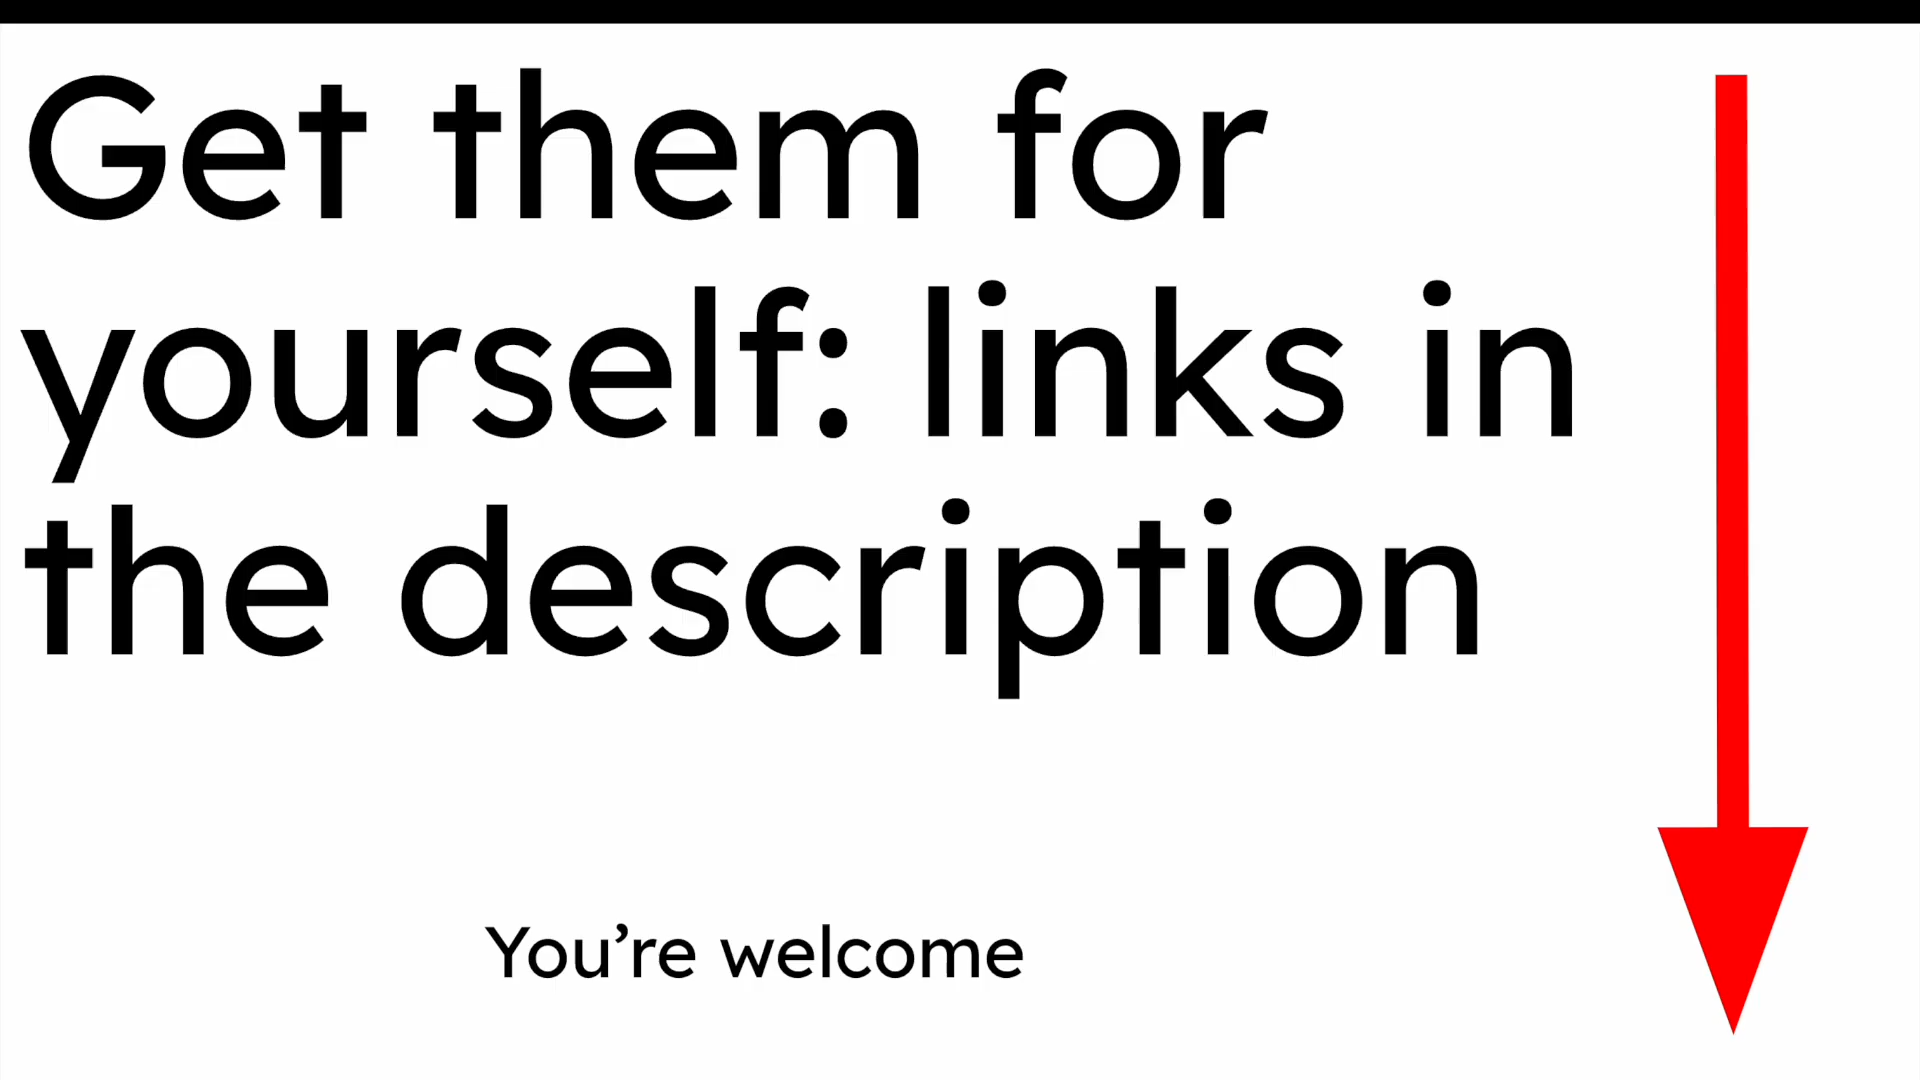 Get them for
yourself: links in
the description
You’re welcome